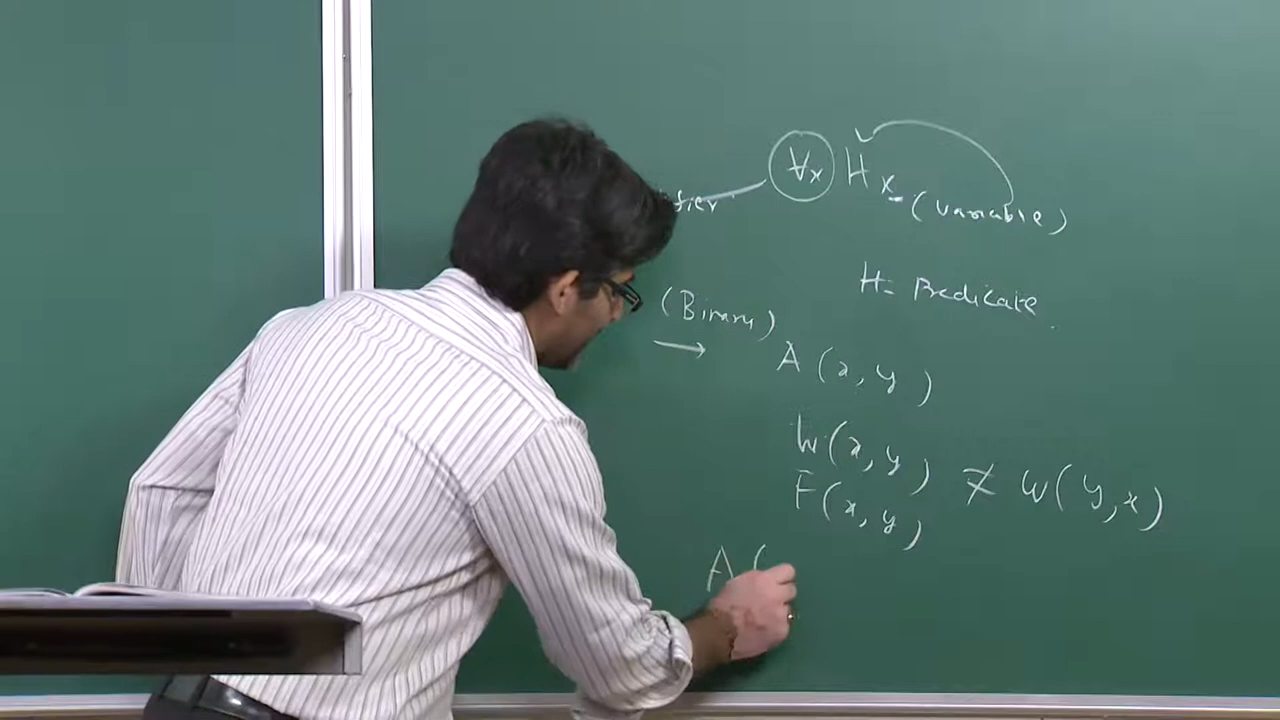 fier ∀x H x (variable)
H = Predicate.
(Binary)
→ A (x, y)
W (x, y) ≠ W (y, x)
F (x, y)
A (